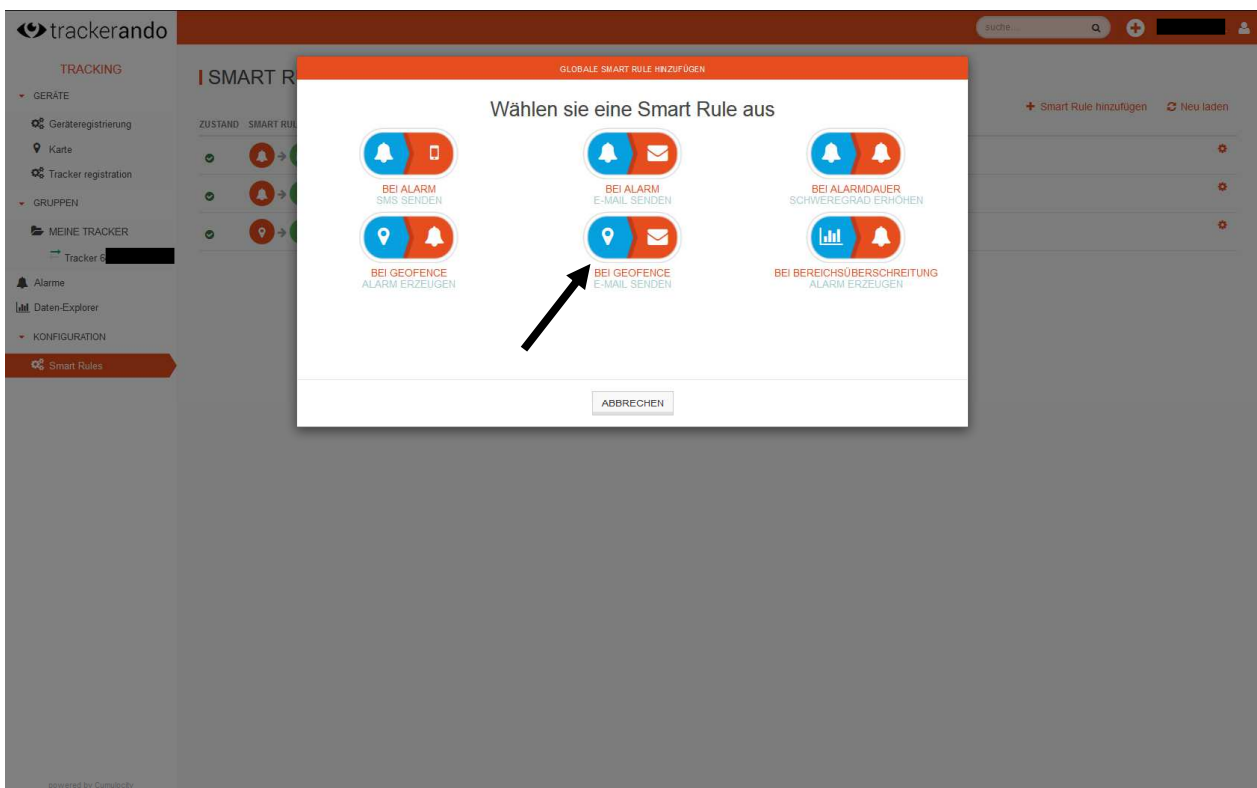 trackerando
suche...
TRACKING
GERÄTE
Geräteregistrierung
Karte
Tracker registration
GRUPPEN
MEINE TRACKER
Tracker 6
Alarme
Daten-Explorer
KONFIGURATION
Smart Rules
powered by Cumulocity
SMART R
+ Smart Rule hinzufügen
Neu laden
ZUSTAND SMART RUL
GLOBALE SMART RULE HINZUFÜGEN
Wählen sie eine Smart Rule aus
BEI ALARM
SMS SENDEN
BEI ALARM
E-MAIL SENDEN
BEI ALARMDAUER
SCHWEREGRAD ERHÖHEN
BEI GEOFENCE
ALARM ERZEUGEN
BEI GEOFENCE
E-MAIL SENDEN
BEI BEREICHSÜBERSCHREITUNG
ALARM ERZEUGEN
ABBRECHEN